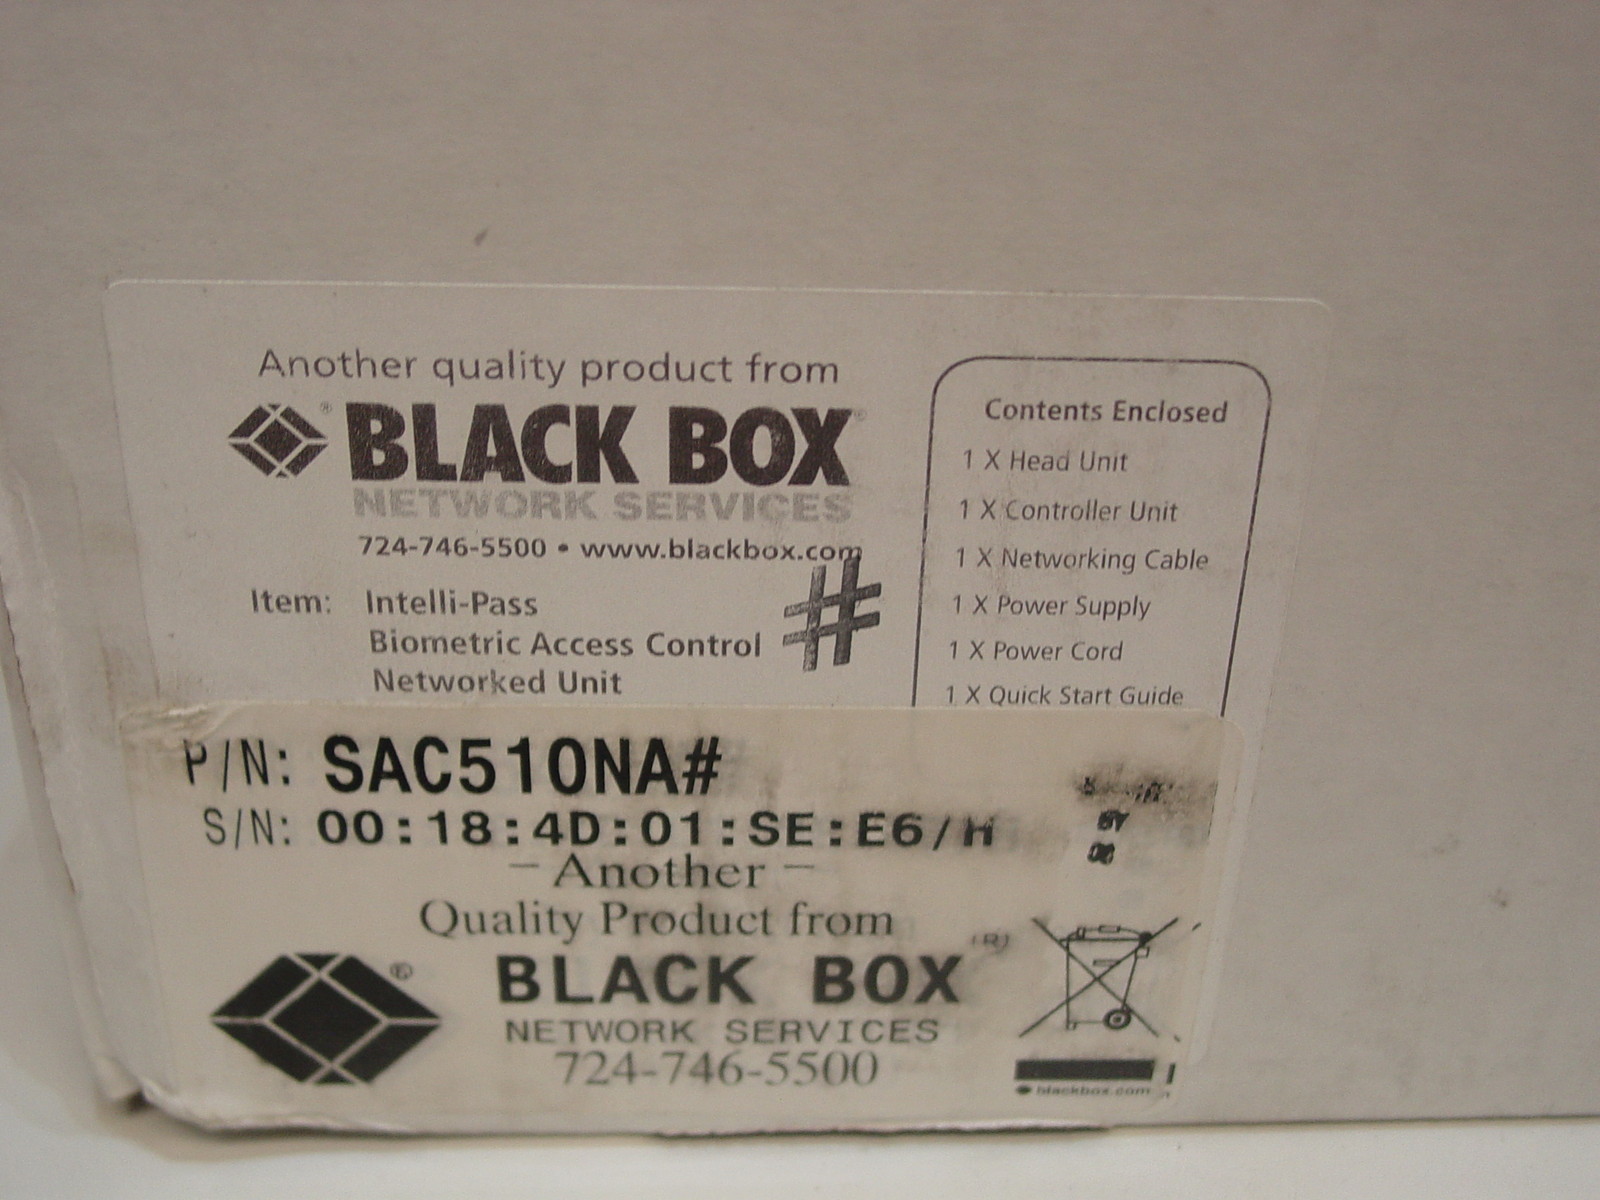 Another quality product from
BLACK BOX®
NETWORK SERVICES
724-746-5500 • www.blackbox.com
Item: Intelli-Pass
Biometric Access Control
Networked Unit
#
Contents Enclosed
1 X Head Unit
1 X Controller Unit
1 X Networking Cable
1 X Power Supply
1 X Power Cord
1 X Quick Start Guide
P/N: SAC510NA#
S/N: 00:18:4D:01:SE:E6/H
- Another -
Quality Product from
® BLACK BOX (R)
NETWORK SERVICES
724-746-5500
blackbox.com